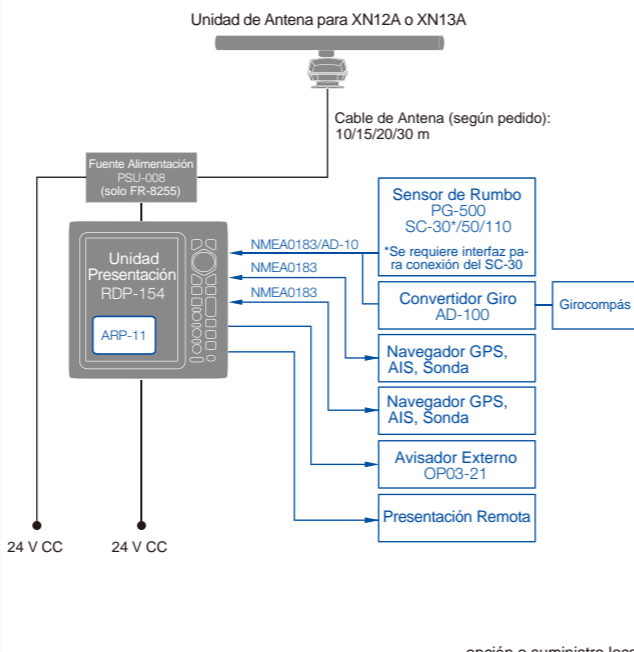 Unidad de Antena para XN12A o XN13A
Cable de Antena (según pedido):
10/15/20/30 m
Fuente Alimentación
PSU-008
(solo FR-8255)
Unidad
Presentación
RDP-154
ARP-11
NMEA0183/AD-10
NMEA0183
NMEA0183
Sensor de Rumbo
PG-500
SC-30*/50/110
*Se requiere interfaz pa-
ra conexión del SC-30
Convertidor Giro
AD-100
Girocompás
Navegador GPS,
AIS, Sonda
Navegador GPS,
AIS, Sonda
Avisador Externo
OP03-21
Presentación Remota
24 V CC
24 V CC